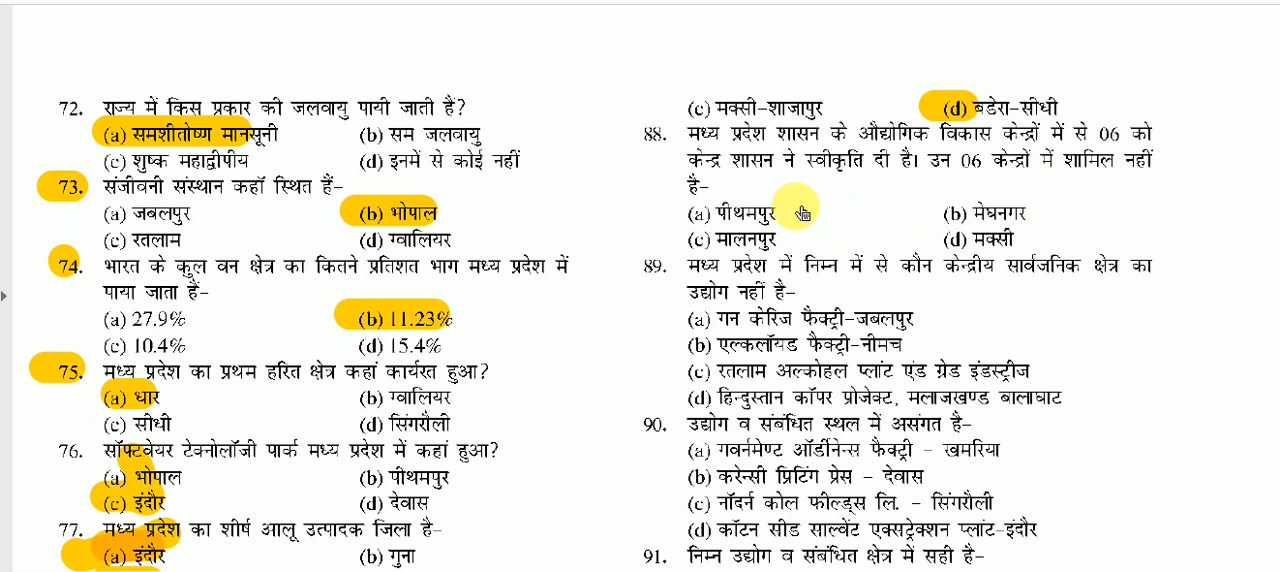 72. राज्य में किस प्रकार की जलवायु पायी जाती है?
(a) समशीतोष्ण मानसूनी (b) सम जलवायु
(c) शुष्क महाद्वीपीय (d) इनमें से कोई नहीं
73. संजीवनी संस्थान कहाँ स्थित हैं–
(a) जबलपुर (b) भोपाल
(c) रतलाम (d) ग्वालियर
74. भारत के कुल वन क्षेत्र का कितने प्रतिशत भाग मध्य प्रदेश में
पाया जाता हैं–
(a) 27.9% (b) 11.23%
(c) 10.4% (d) 15.4%
75. मध्य प्रदेश का प्रथम हरित क्षेत्र कहां कार्यरत हुआ?
(a) धार (b) ग्वालियर
(c) सीधी (d) सिंगरौली
76. सॉफ्टवेयर टेक्नोलॉजी पार्क मध्य प्रदेश में कहां हुआ?
(a) भोपाल (b) पीथमपुर
(c) इंदौर (d) देवास
77. मध्य प्रदेश का शीर्ष आलू उत्पादक जिला है–
(a) इंदौर (b) गुना
(c) मक्सी–शाजापुर (d) बडेरा–सीधी
88. मध्य प्रदेश शासन के औद्योगिक विकास केन्द्रों में से 06 को
केन्द्र शासन ने स्वीकृति दी है। उन 06 केन्द्रों में शामिल नहीं
है–
(a) पीथमपुर (b) मेघनगर
(c) मालनपुर (d) मक्सी
89. मध्य प्रदेश में निम्न में से कौन केन्द्रीय सार्वजनिक क्षेत्र का
उद्योग नहीं है–
(a) गन केरिज फैक्ट्री–जबलपुर
(b) एल्कलॉयड फैक्ट्री–नीमच
(c) रतलाम अल्कोहल प्लांट एंड ग्रेड इंडस्ट्रीज
(d) हिन्दुस्तान कॉपर प्रोजेक्ट, मलाजखण्ड बालाघाट
90. उद्योग व संबंधित स्थल में असंगत है–
(a) गवर्नमेण्ट ऑर्डीनेन्स फैक्ट्री – खमरिया
(b) करेन्सी प्रिटिंग प्रेस – देवास
(c) नॉदर्न कोल फील्ड्स लि. – सिंगरौली
(d) कॉटन सीड साल्वेंट एक्सट्रेक्शन प्लांट–इंदौर
91. निम्न उद्योग व संबंधित क्षेत्र में सही है–